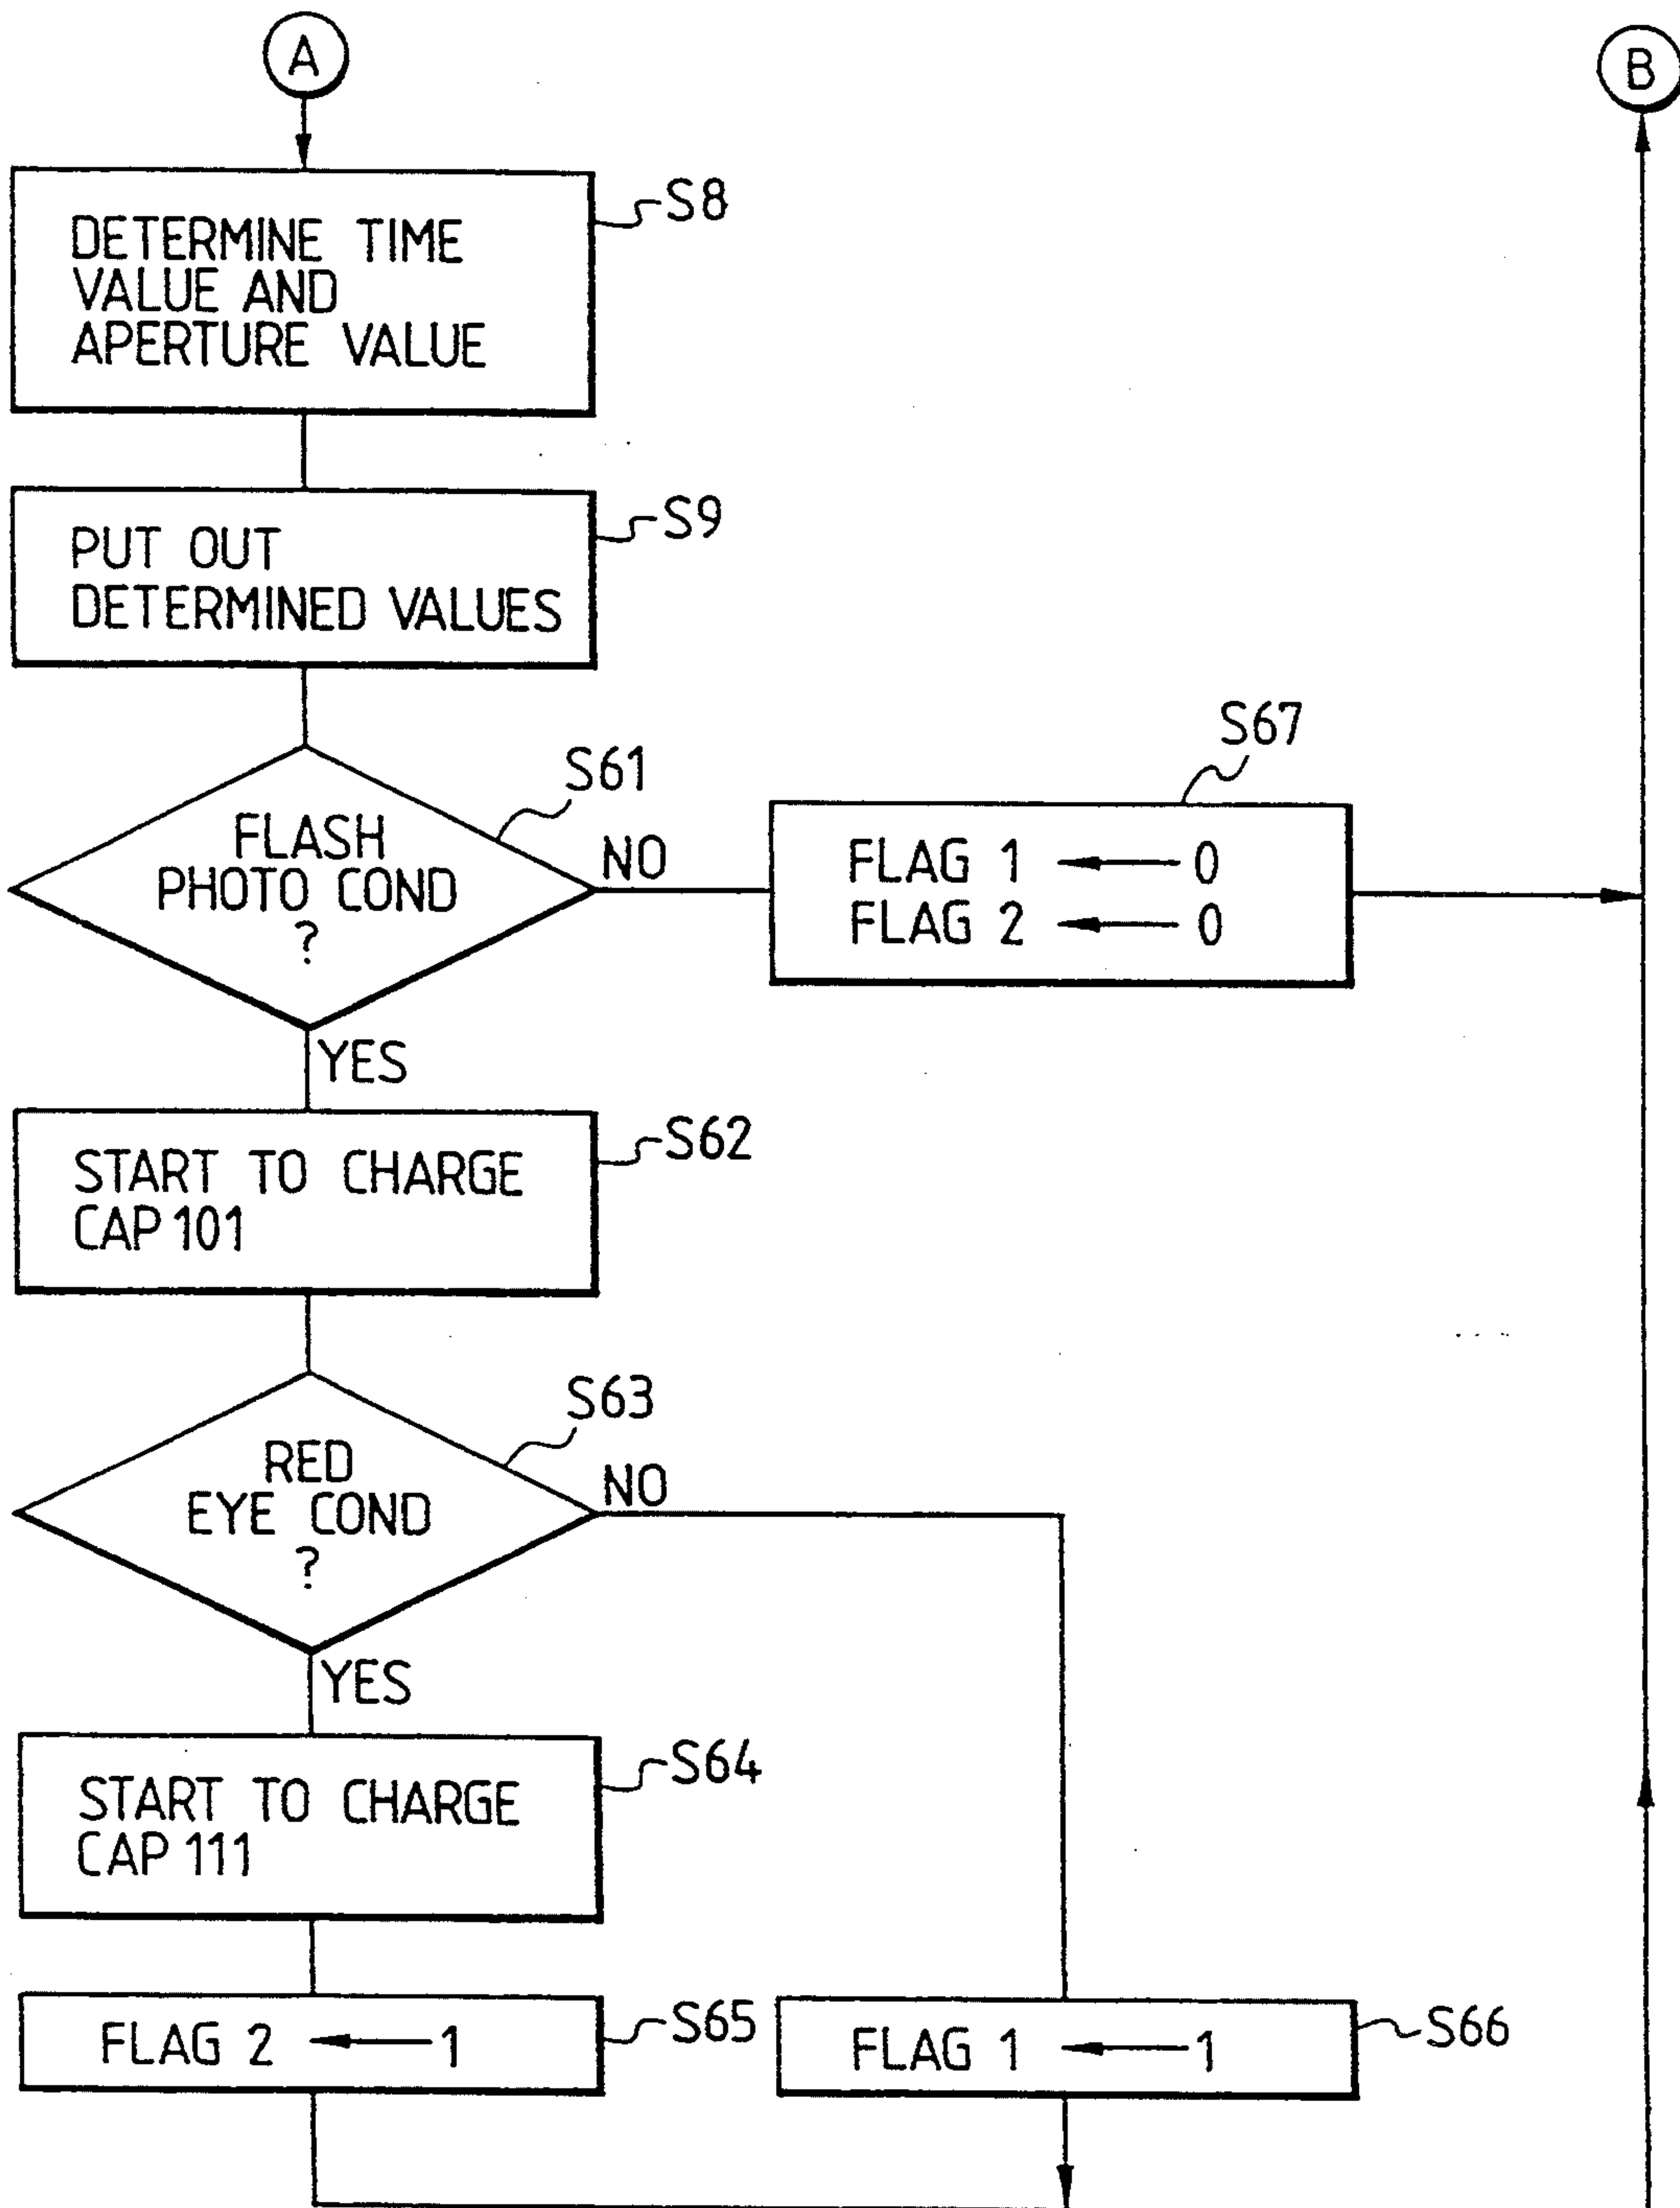 A
B
DETERMINE TIME
VALUE AND
APERTURE VALUE
S8
PUT OUT
DETERMINED VALUES
S9
FLASH
PHOTO COND
?
S61
NO
YES
FLAG 1 ← 0
FLAG 2 ← 0
S67
START TO CHARGE
CAP 101
S62
RED
EYE COND
?
S63
NO
YES
START TO CHARGE
CAP 111
S64
FLAG 2 ← 1
S65
FLAG 1 ← 1
S66